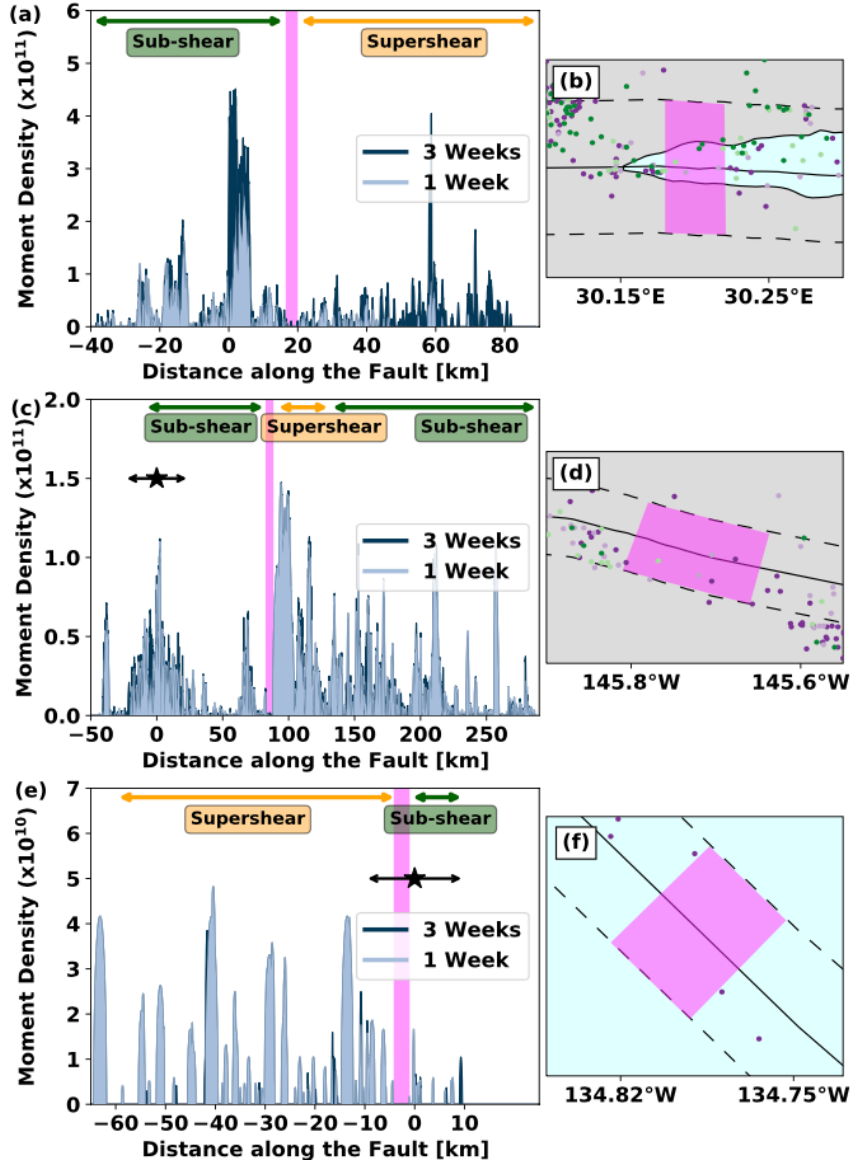 (a)
Moment Density (x10¹¹)
6
5
4
3
2
1
0
Sub-shear
Supershear
3 Weeks
1 Week
−40 −20 0 20 40 60 80
Distance along the Fault [km]
(b)
30.15°E 30.25°E
(c)
Moment Density (x10¹¹)
2.0
1.5
1.0
0.5
0.0
Sub-shear
Supershear
Sub-shear
3 Weeks
1 Week
−50 0 50 100 150 200 250
Distance along the Fault [km]
(d)
145.8°W 145.6°W
(e)
Moment Density (x10¹⁰)
7
6
5
4
3
2
1
0
Supershear
Sub-shear
3 Weeks
1 Week
−60 −50 −40 −30 −20 −10 0 10
Distance along the Fault [km]
(f)
134.82°W 134.75°W